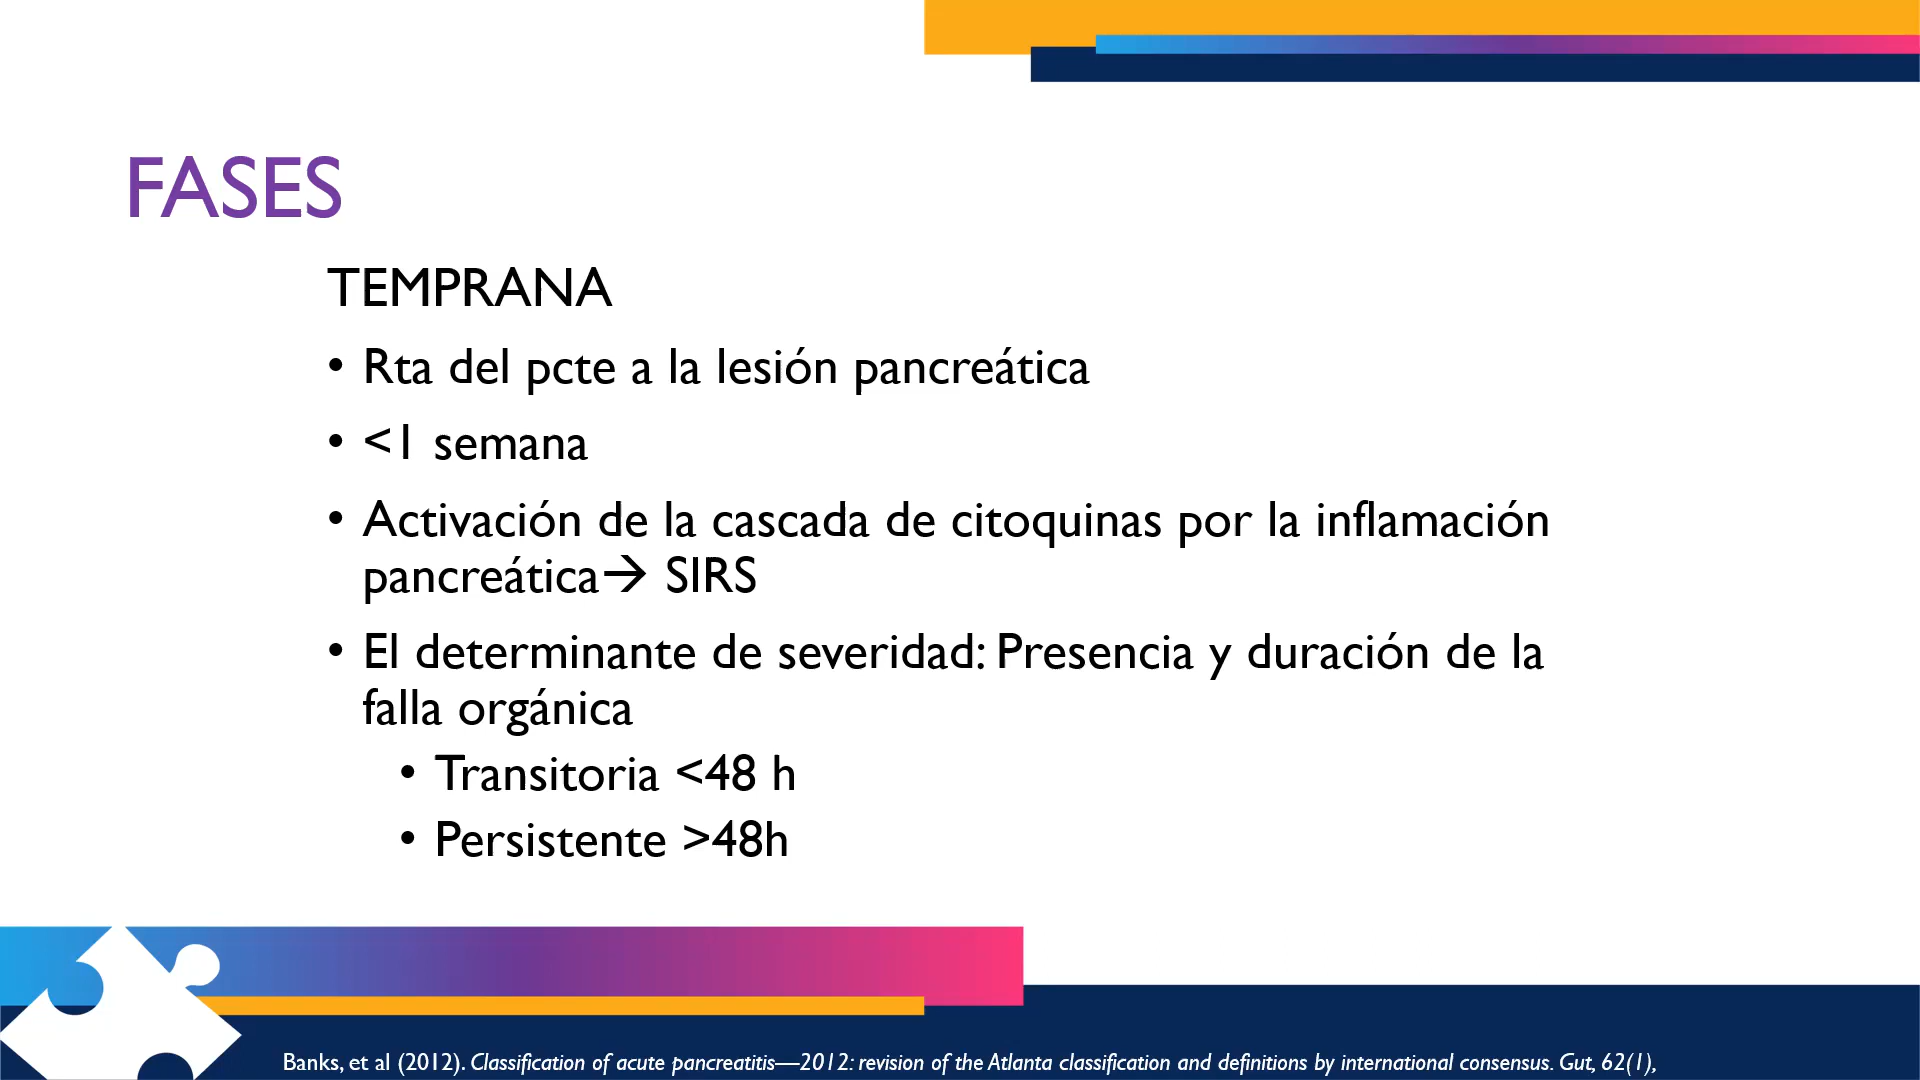 FASES
TEMPRANA
• Rta del pcte a la lesión pancreática
• <1 semana
• Activación de la cascada de citoquinas por la inflamación
pancreática→ SIRS
• El determinante de severidad: Presencia y duración de la
falla orgánica
• Transitoria <48 h
• Persistente >48h
Banks, et al (2012). Classification of acute pancreatitis—2012: revision of the Atlanta classification and definitions by international consensus. Gut, 62(1),